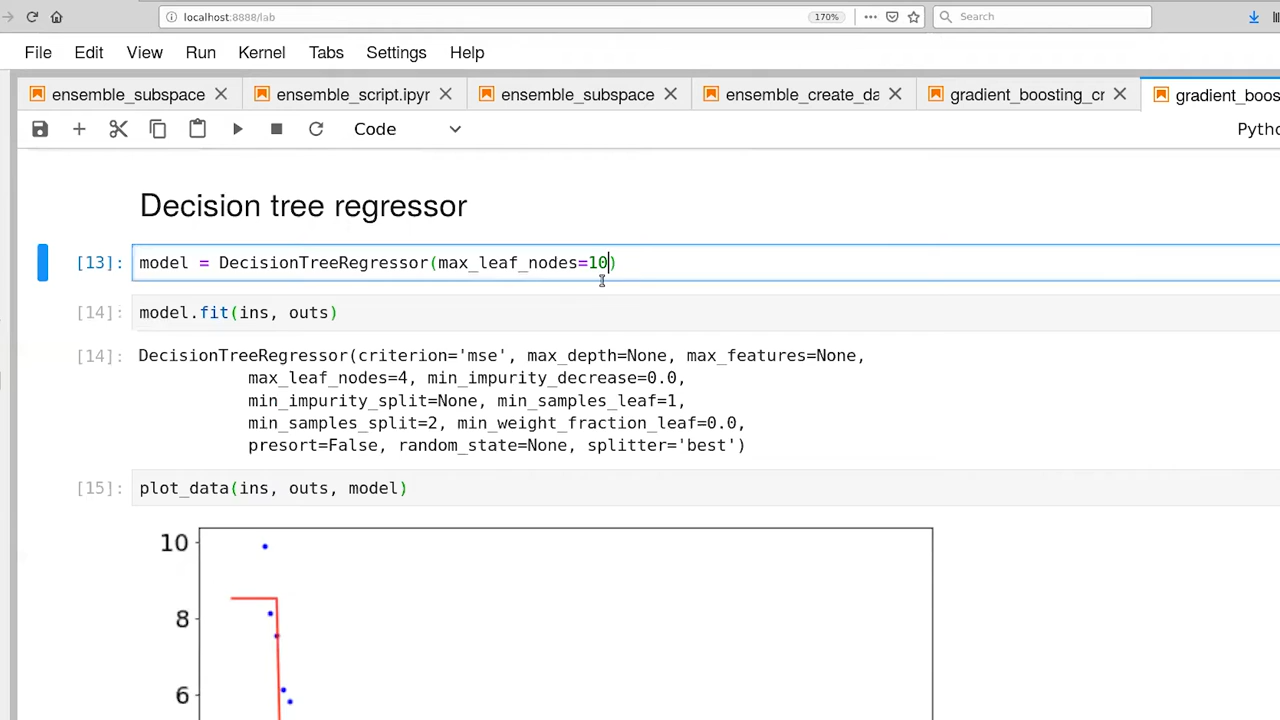 localhost:8888/lab
170%
Search
File Edit View Run Kernel Tabs Settings Help
ensemble_subspace ensemble_script.ipyr ensemble_subspace ensemble_create_da gradient_boosting_cr gradient_boos
Code
Pytho
Decision tree regressor
[13]: model = DecisionTreeRegressor(max_leaf_nodes=10)
[14]: model.fit(ins, outs)
[14]: DecisionTreeRegressor(criterion='mse', max_depth=None, max_features=None,
max_leaf_nodes=4, min_impurity_decrease=0.0,
min_impurity_split=None, min_samples_leaf=1,
min_samples_split=2, min_weight_fraction_leaf=0.0,
presort=False, random_state=None, splitter='best')
[15]: plot_data(ins, outs, model)
10
8
6